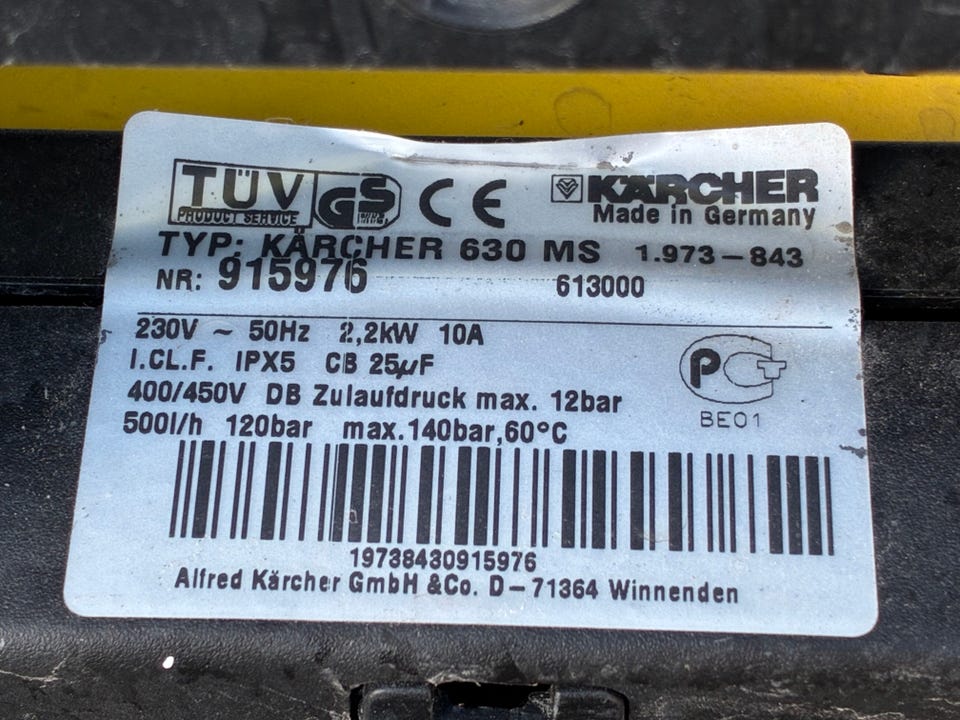 TÜV
PRODUCT SERVICE
GS
CE
KÄRCHER
Made in Germany
TYP: KÄRCHER 630 MS 1.973-843
NR: 915976 613000
230V ~ 50Hz 2,2kW 10A
I.CL.F. IPX5 CB 25µF
400/450V DB Zulaufdruck max. 12bar
500l/h 120bar max.140bar,60°C
BE01
19738430915976
Alfred Kärcher GmbH &Co. D-71364 Winnenden